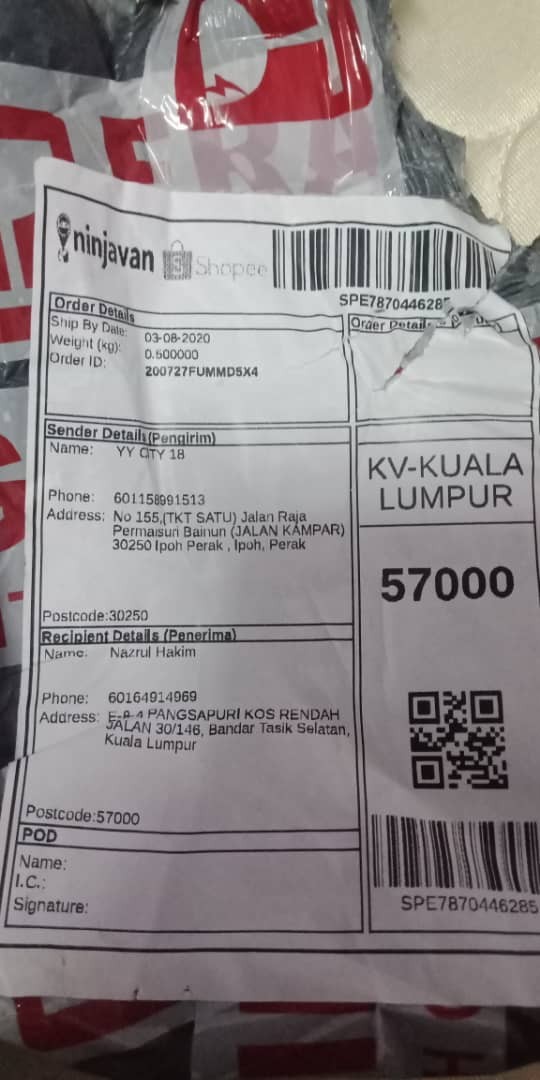 ninjavan
Shopee
SPE787044628
Order Details
Ship By Date: 03-08-2020
Weight (kg): 0.500000
Order ID: 200727FUMMD5X4
Order Details
Sender Details (Pengirim)
Name: YY CITY 18
Phone: 601158991513
Address: No 155,(TKT SATU) Jalan Raja
Permaisuri Bainun (JALAN KAMPAR)
30250 Ipoh Perak , Ipoh, Perak
Postcode:30250
KV-KUALA
LUMPUR
57000
Recipient Details (Penerima)
Name: Nazrul Hakim
Phone: 60164914969
Address: E-8-4 PANGSAPURI KOS RENDAH
JALAN 30/146, Bandar Tasik Selatan,
Kuala Lumpur
Postcode:57000
POD
Name:
I.C.:
Signature:
SPE7870446285